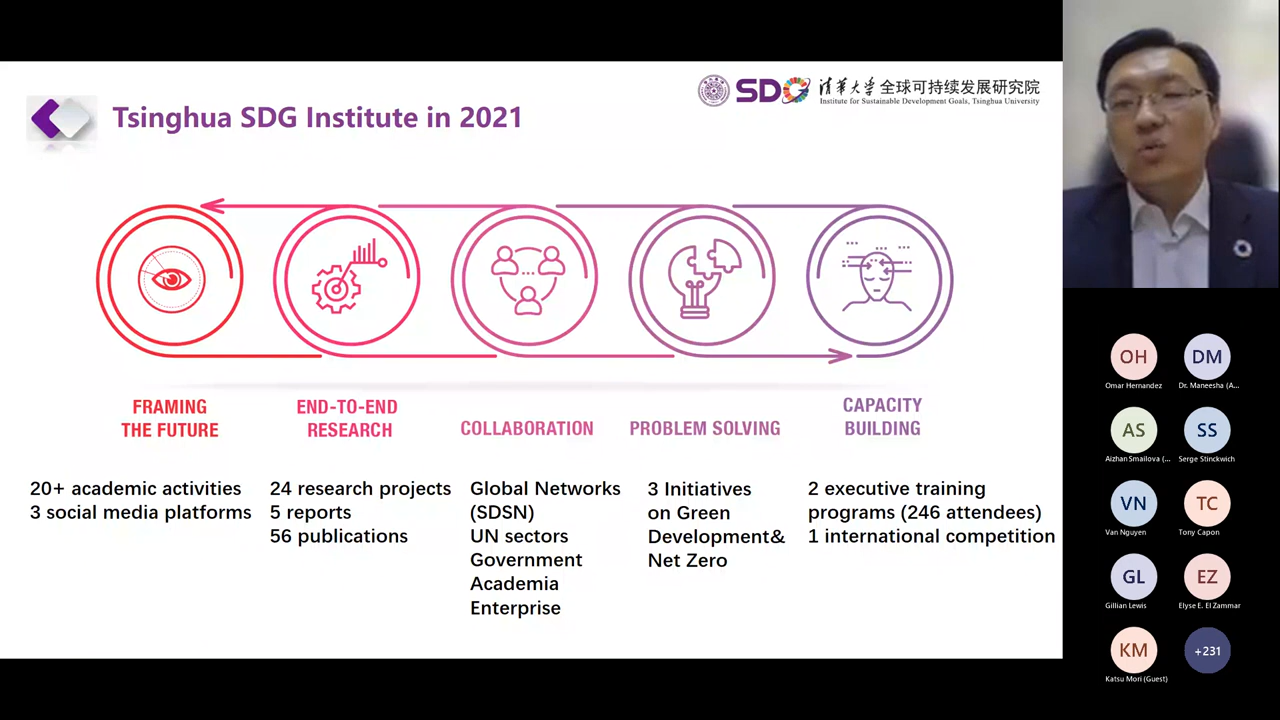 Tsinghua SDG Institute in 2021
SDG
清华大学全球可持续发展研究院
Institute for Sustainable Development Goals, Tsinghua University
FRAMING
THE FUTURE
END-TO-END
RESEARCH
COLLABORATION
PROBLEM SOLVING
CAPACITY
BUILDING
20+ academic activities
3 social media platforms
24 research projects
5 reports
56 publications
Global Networks
(SDSN)
UN sectors
Government
Academia
Enterprise
3 Initiatives
on Green
Development&
Net Zero
2 executive training
programs (246 attendees)
1 international competition
OH
Omar Hernandez
DM
Dr. Maneesha (A...
AS
Aizhan Smailova (...
SS
Serge Stinckwich
VN
Van Nguyen
TC
Tony Capon
GL
Gillian Lewis
EZ
Elyse E. El Zammar
KM
Katsu Mori (Guest)
+231